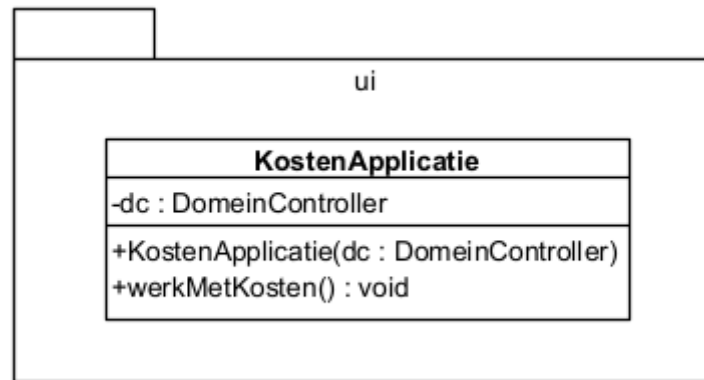 ui
KostenApplicatie
-dc : DomeinController
+KostenApplicatie(dc : DomeinController)
+werkMetKosten() : void